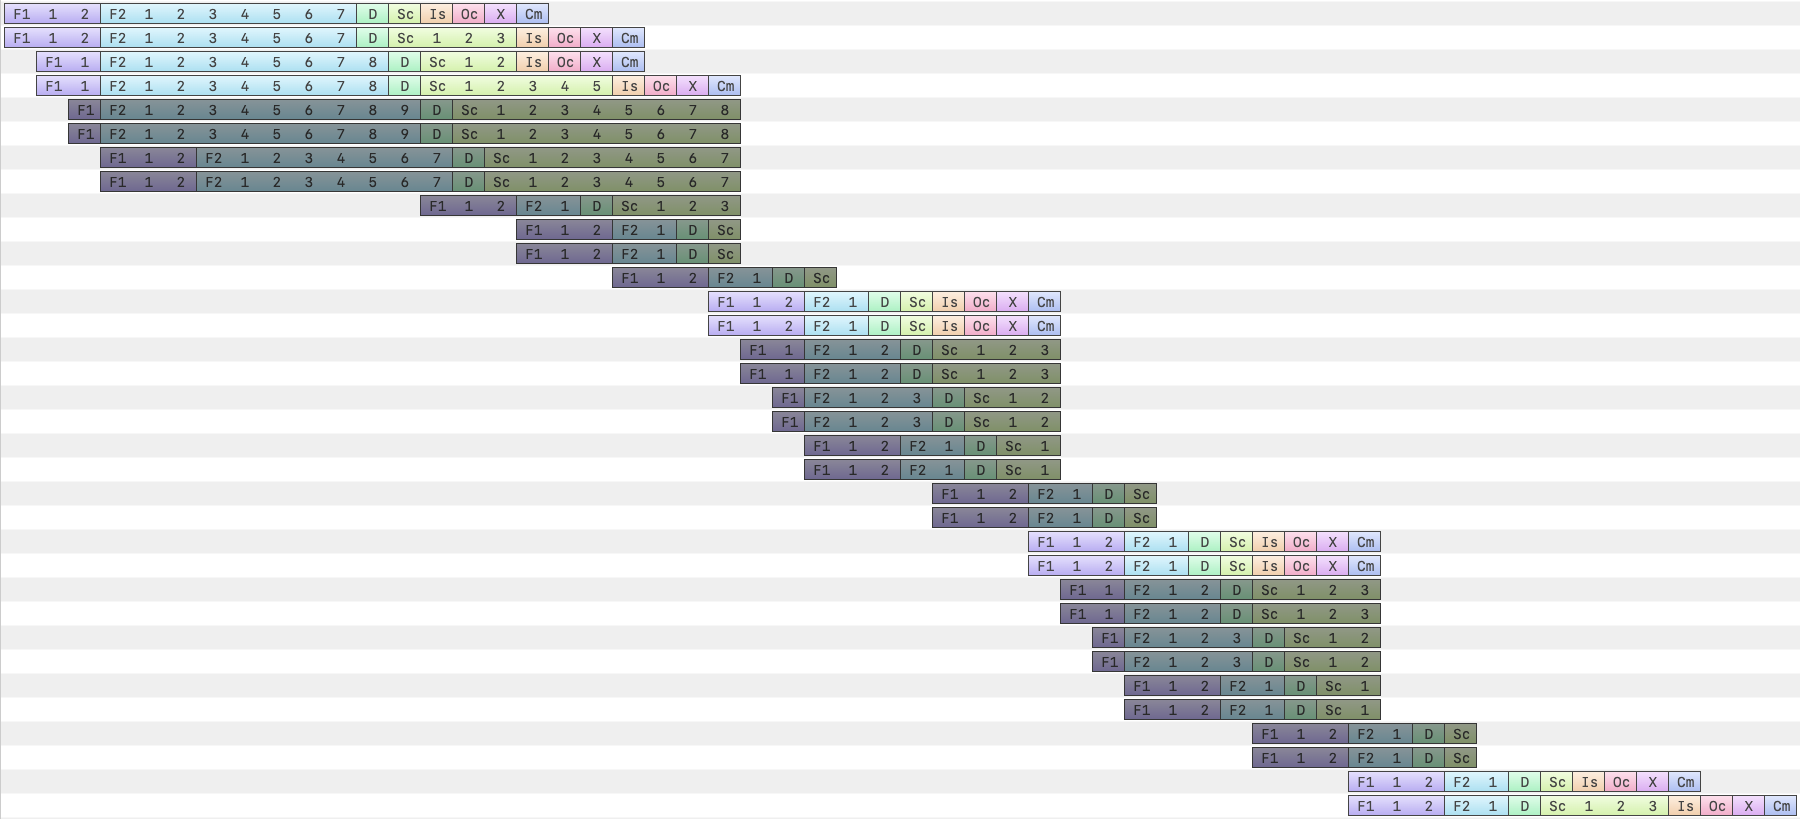 F1 1 2 F2 1 2 3 4 5 6 7 D Sc Is Oc X Cm
F1 1 2 F2 1 2 3 4 5 6 7 D Sc 1 2 3 Is Oc X Cm
F1 1 F2 1 2 3 4 5 6 7 8 D Sc 1 2 Is Oc X Cm
F1 1 F2 1 2 3 4 5 6 7 8 D Sc 1 2 3 4 5 Is Oc X Cm
F1 F2 1 2 3 4 5 6 7 8 9 D Sc 1 2 3 4 5 6 7 8
F1 F2 1 2 3 4 5 6 7 8 9 D Sc 1 2 3 4 5 6 7 8
F1 1 2 F2 1 2 3 4 5 6 7 D Sc 1 2 3 4 5 6 7
F1 1 2 F2 1 2 3 4 5 6 7 D Sc 1 2 3 4 5 6 7
F1 1 2 F2 1 D Sc 1 2 3
F1 1 2 F2 1 D Sc
F1 1 2 F2 1 D Sc
F1 1 2 F2 1 D Sc
F1 1 2 F2 1 D Sc Is Oc X Cm
F1 1 2 F2 1 D Sc Is Oc X Cm
F1 1 F2 1 2 D Sc 1 2 3
F1 1 F2 1 2 D Sc 1 2 3
F1 F2 1 2 3 D Sc 1 2
F1 F2 1 2 3 D Sc 1 2
F1 1 2 F2 1 D Sc 1
F1 1 2 F2 1 D Sc 1
F1 1 2 F2 1 D Sc
F1 1 2 F2 1 D Sc
F1 1 2 F2 1 D Sc Is Oc X Cm
F1 1 2 F2 1 D Sc Is Oc X Cm
F1 1 F2 1 2 D Sc 1 2 3
F1 1 F2 1 2 D Sc 1 2 3
F1 F2 1 2 3 D Sc 1 2
F1 F2 1 2 3 D Sc 1 2
F1 1 2 F2 1 D Sc 1
F1 1 2 F2 1 D Sc 1
F1 1 2 F2 1 D Sc
F1 1 2 F2 1 D Sc
F1 1 2 F2 1 D Sc Is Oc X Cm
F1 1 2 F2 1 D Sc 1 2 3 Is Oc X Cm